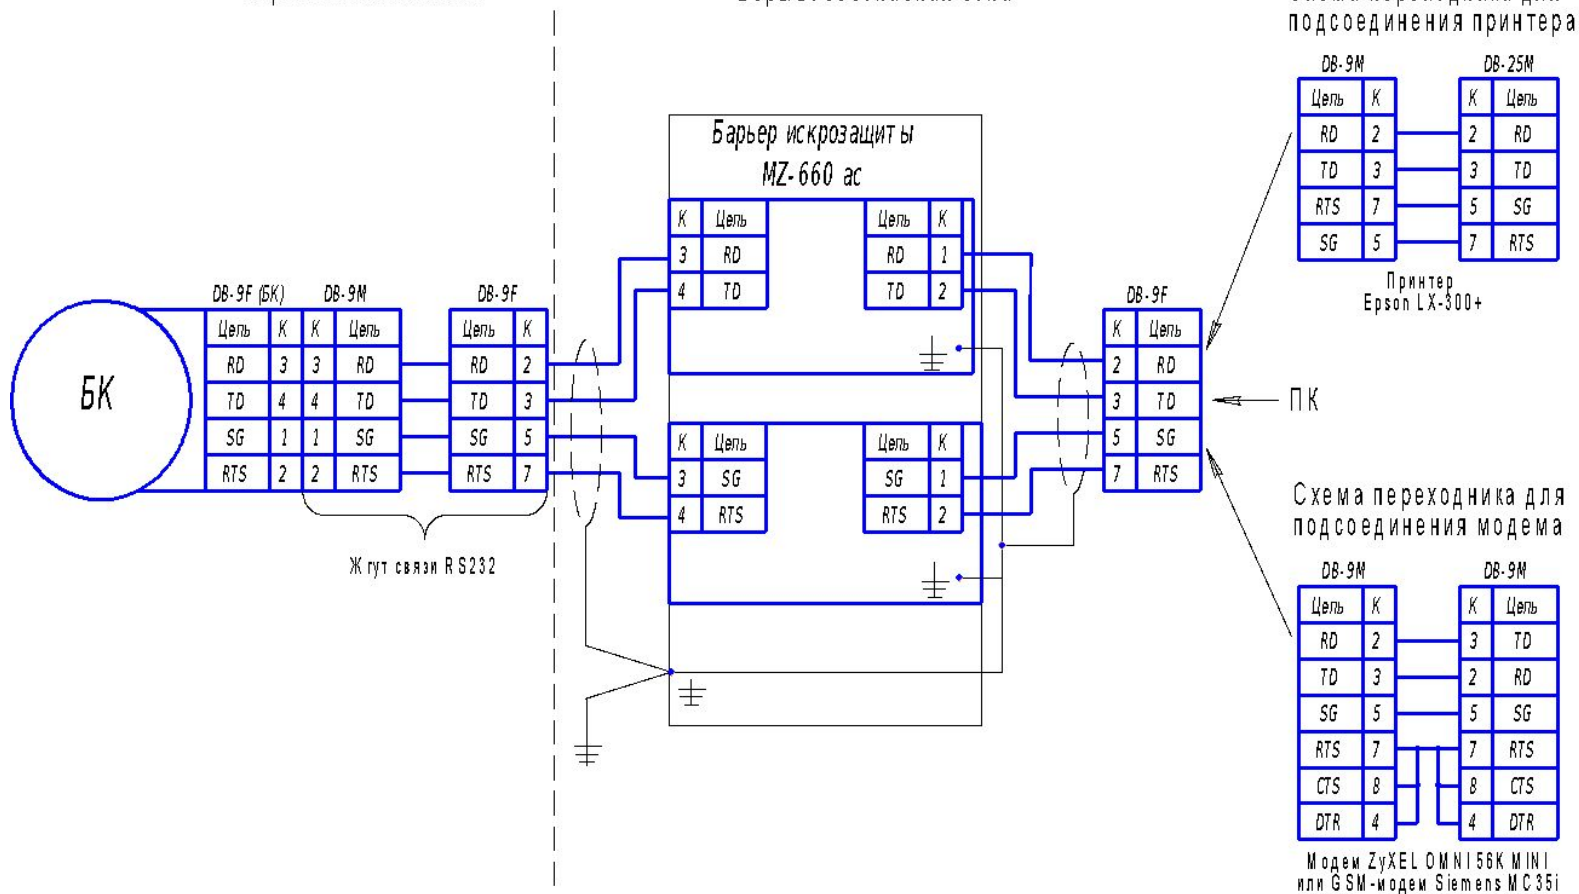 подсоединения принтера
DB-9M DB-25M
Цепь К К Цепь
RD 2 2 RD
TD 3 3 TD
RTS 7 5 SG
SG 5 7 RTS
Принтер
Epson LX-300+
Барьер искрозащиты
MZ-660 ас
К Цепь Цепь К
3 RD RD 1
4 TD TD 2
К Цепь Цепь К
3 SG SG 1
4 RTS RTS 2
БК
DB-9F (БК) DB-9M DB-9F
Цепь К К Цепь Цепь К
RD 3 3 RD RD 2
TD 4 4 TD TD 3
SG 1 1 SG SG 5
RTS 2 2 RTS RTS 7
Жгут связи RS232
DB-9F
К Цепь
2 RD
3 TD
5 SG
7 RTS
ПК
Схема переходника для
подсоединения модема
DB-9M DB-9M
Цепь К К Цепь
RD 2 3 TD
TD 3 2 RD
SG 5 5 SG
RTS 7 7 RTS
CTS 8 8 CTS
DTR 4 4 DTR
Модем ZyXEL OMNI 56K MINI
или GSM-модем Siemens MC35i